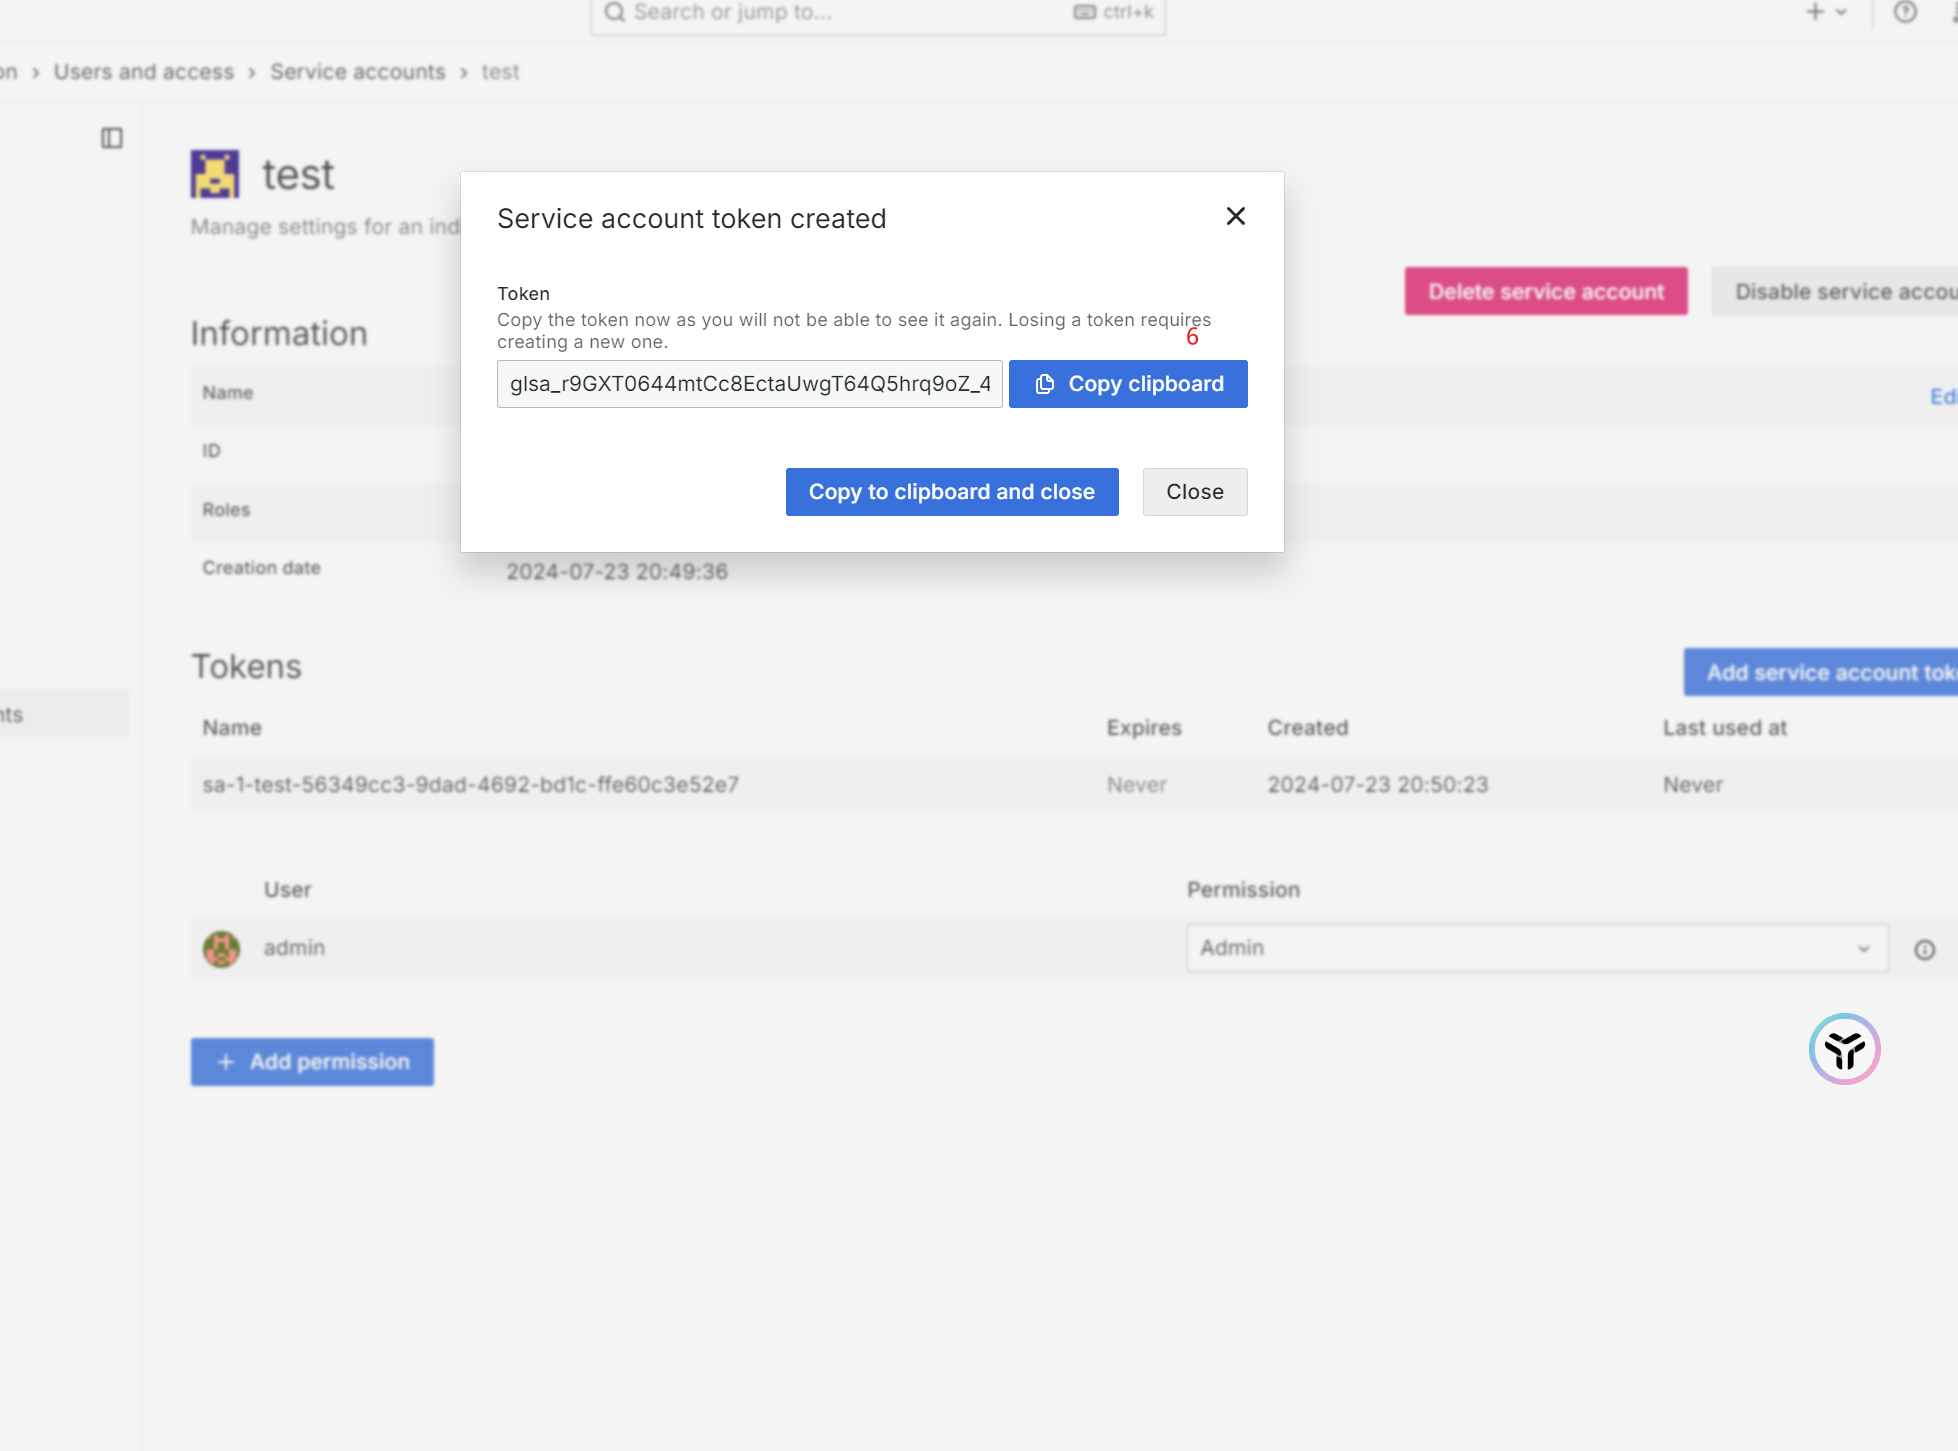 Search or jump to...
ctrl+k
Users and access › Service accounts › test
test
Manage settings for an ind
Service account token created
Token
Copy the token now as you will not be able to see it again. Losing a token requires
creating a new one.
6
glsa_r9GXT0644mtCc8EctaUwgT64Q5hrq9oZ_4
Copy clipboard
Copy to clipboard and close
Close
Delete service account
Disable service accou
Information
Name
Edi
ID
Roles
Creation date
2024-07-23 20:49:36
Tokens
Add service account toke
Name
Expires
Created
Last used at
sa-1-test-56349cc3-9dad-4692-bd1c-ffe60c3e52e7
Never
2024-07-23 20:50:23
Never
User
Permission
admin
Admin
+ Add permission